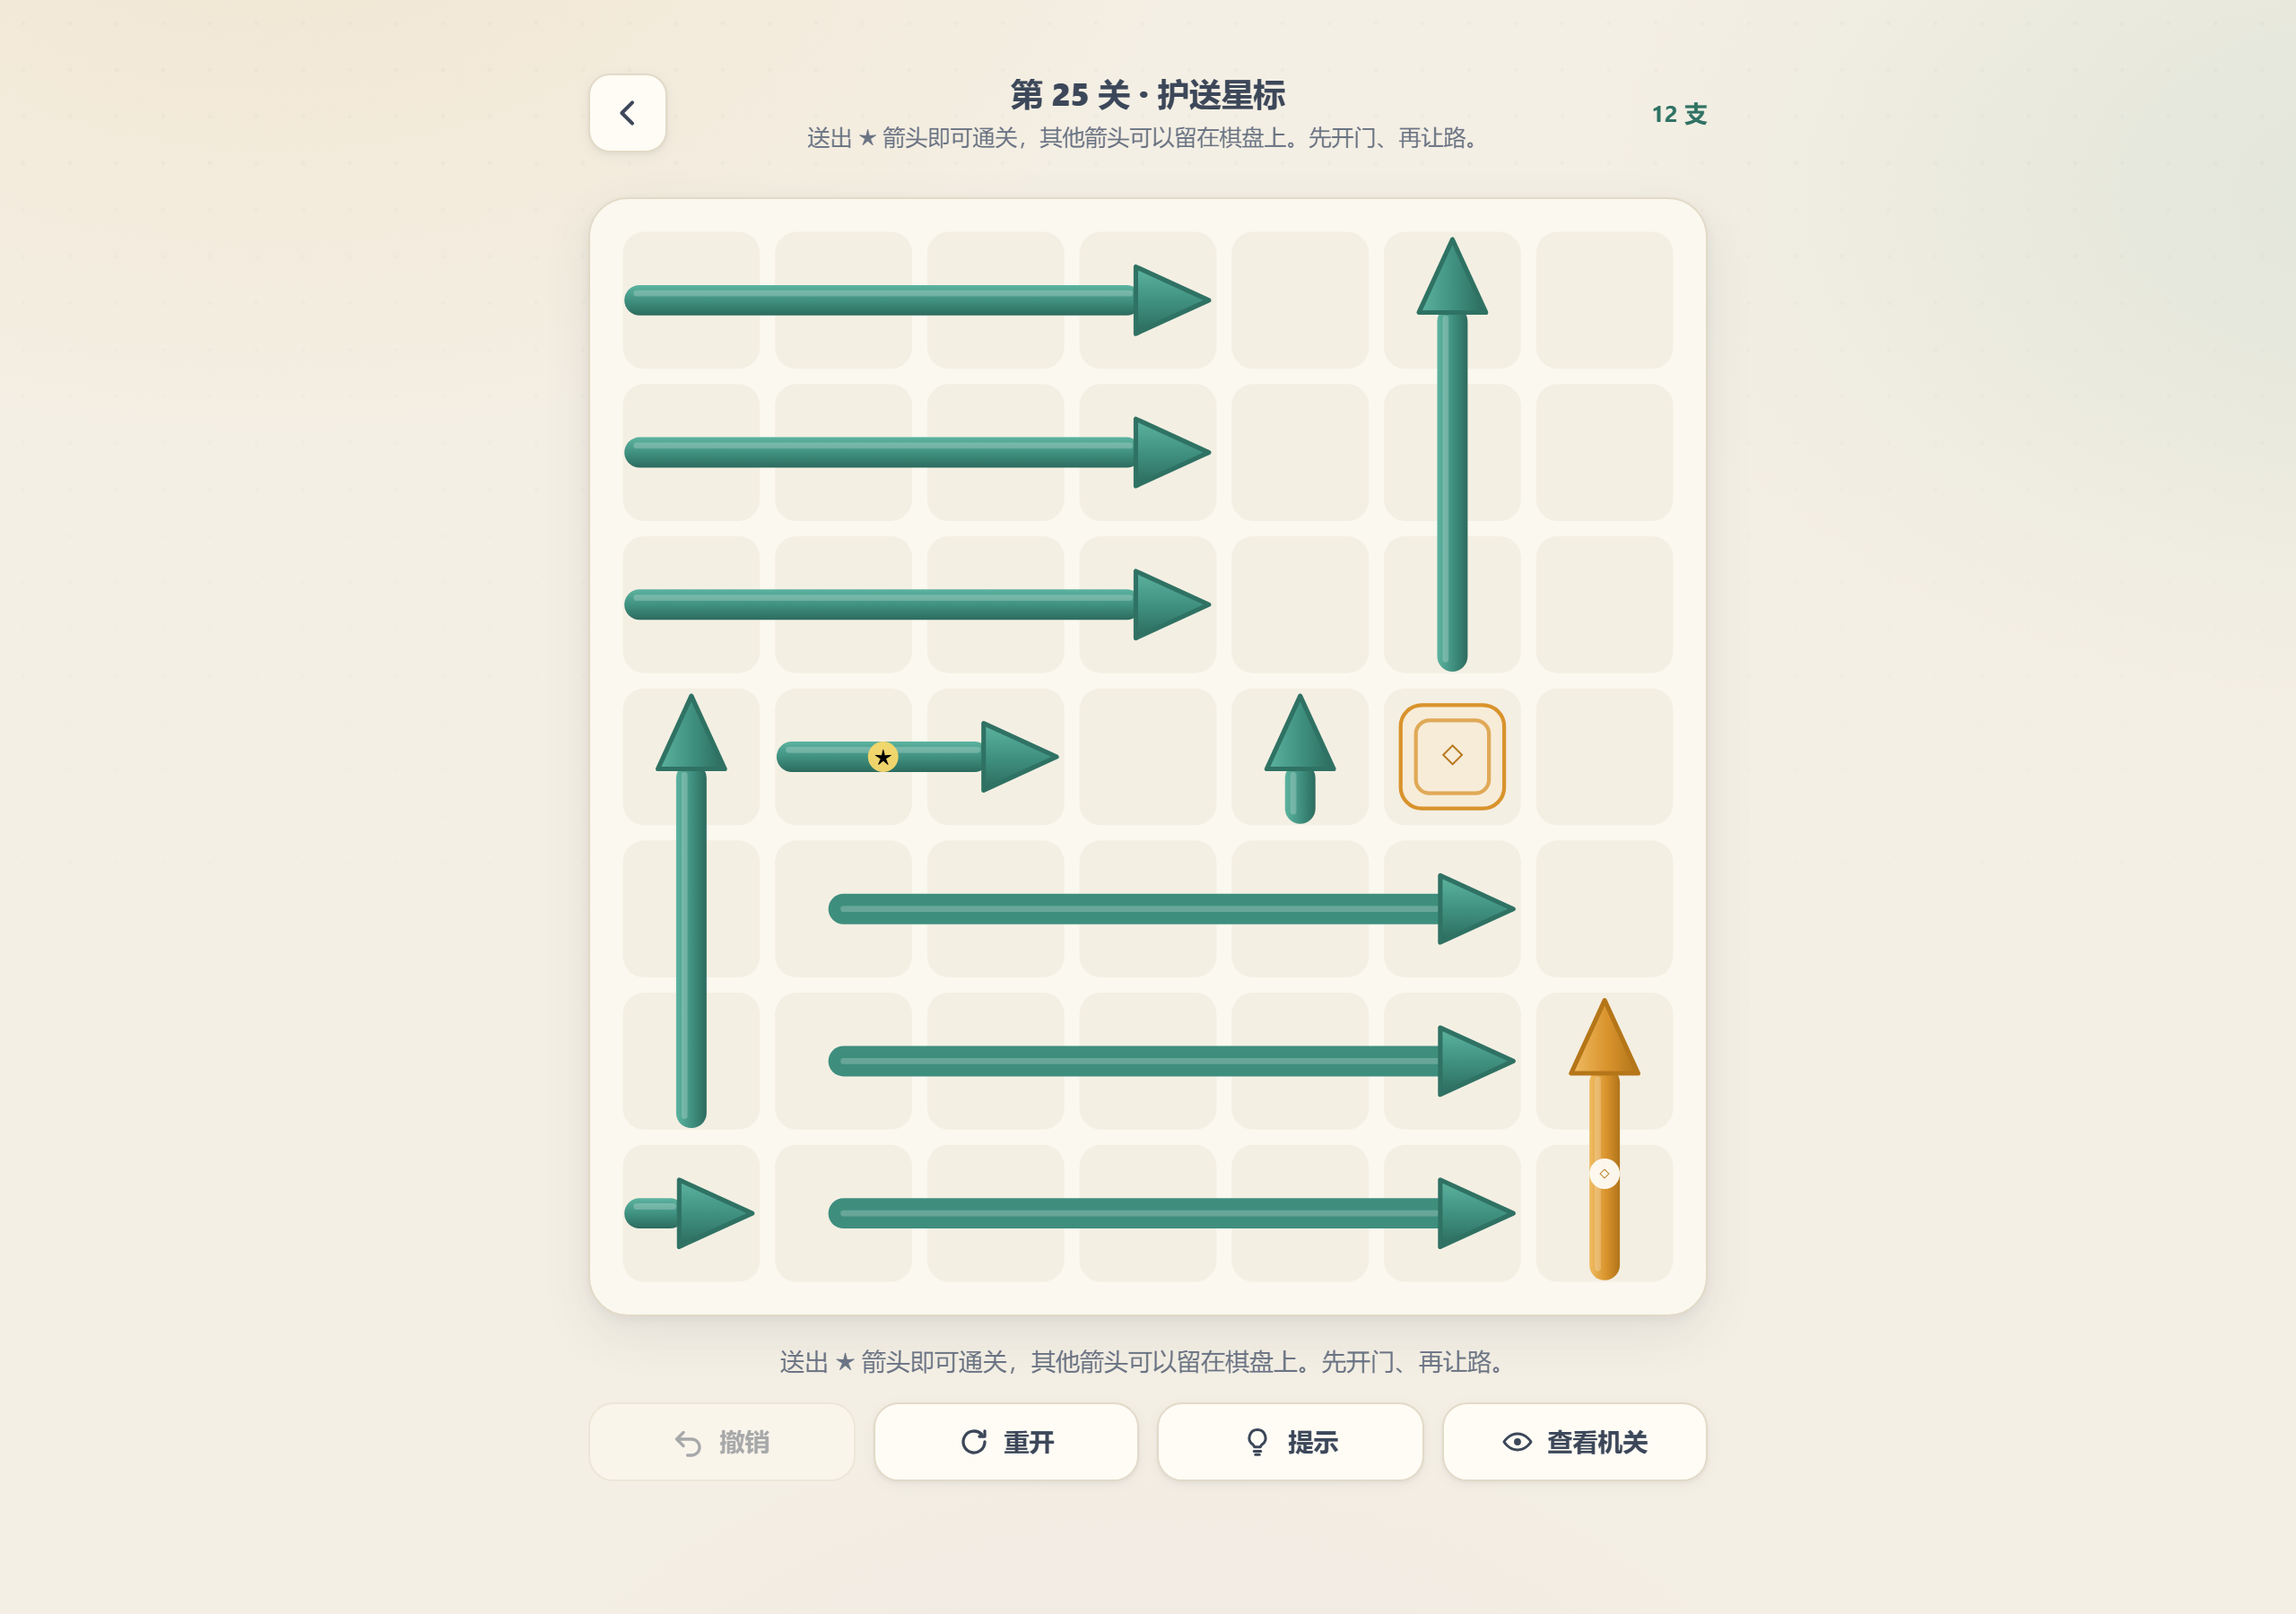 第 25 关 · 护送星标
送出 ★ 箭头即可通关，其他箭头可以留在棋盘上。先开门、再让路。
12 支
送出 ★ 箭头即可通关，其他箭头可以留在棋盘上。先开门、再让路。
撤销
重开
提示
查看机关